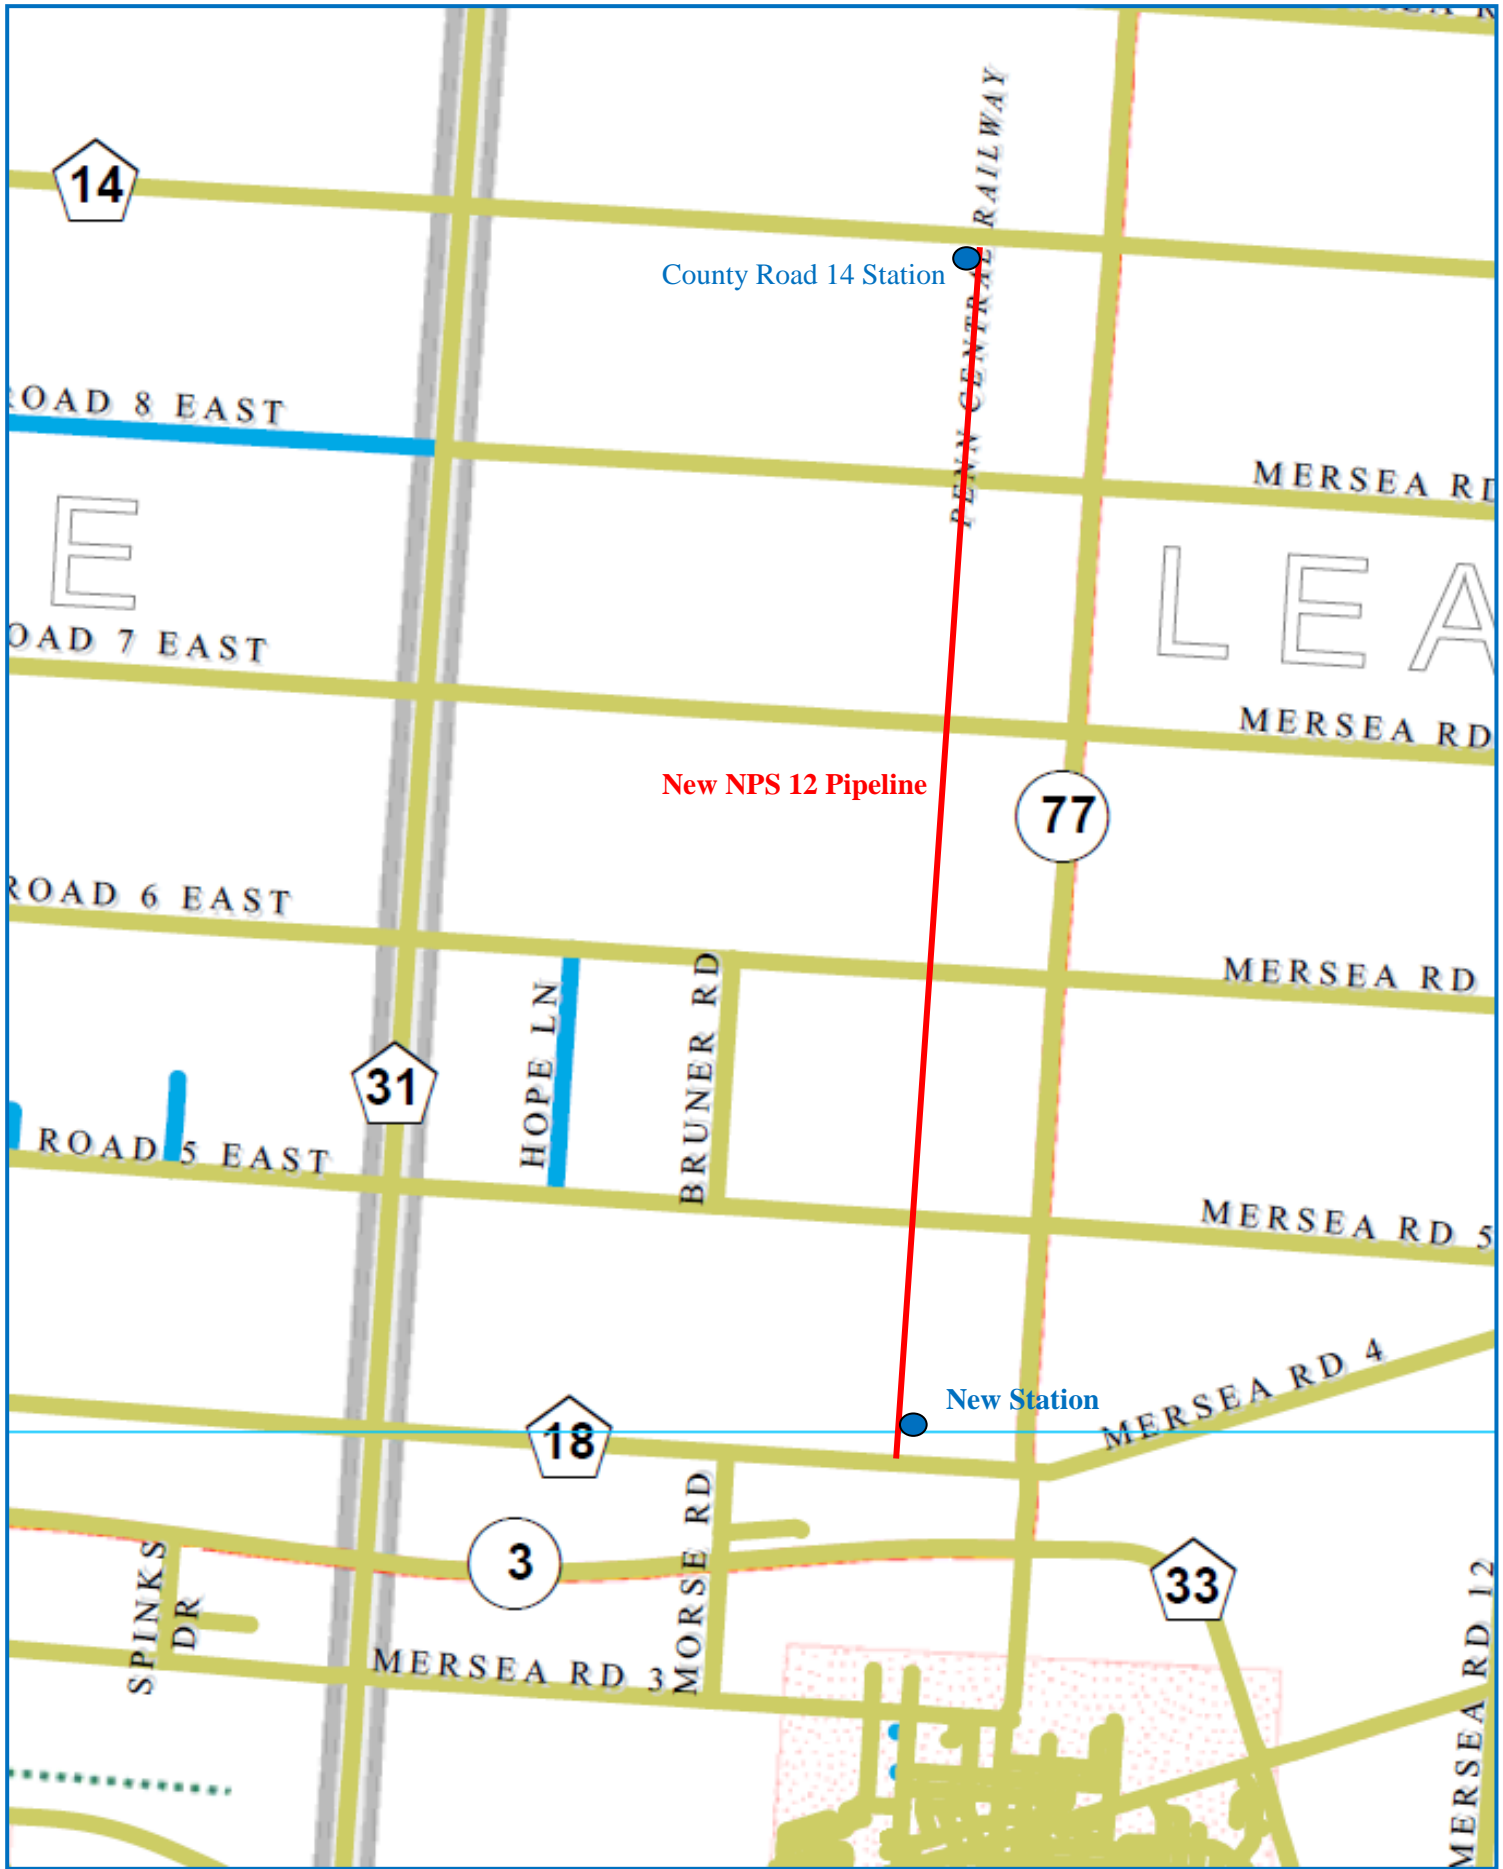 PENN CENTRAL RAILWAY
14
County Road 14 Station
ROAD 8 EAST
MERSEA RD
E
LEA
OAD 7 EAST
MERSEA RD
New NPS 12 Pipeline
77
ROAD 6 EAST
MERSEA RD
HOPE LN
BRUNER RD
31
ROAD 5 EAST
MERSEA RD 5
MERSEA RD 4
New Station
18
3
MORSE RD
33
SPINKS
DR
MERSEA RD 3
MERSEA RD 12